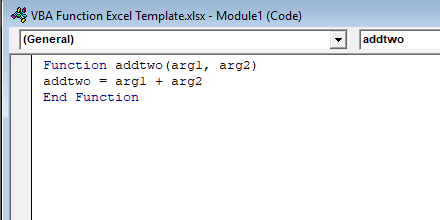 VBA Function Excel Template.xlsx - Module1 (Code)
(General) addtwo
Function addtwo(arg1, arg2)
addtwo = arg1 + arg2
End Function